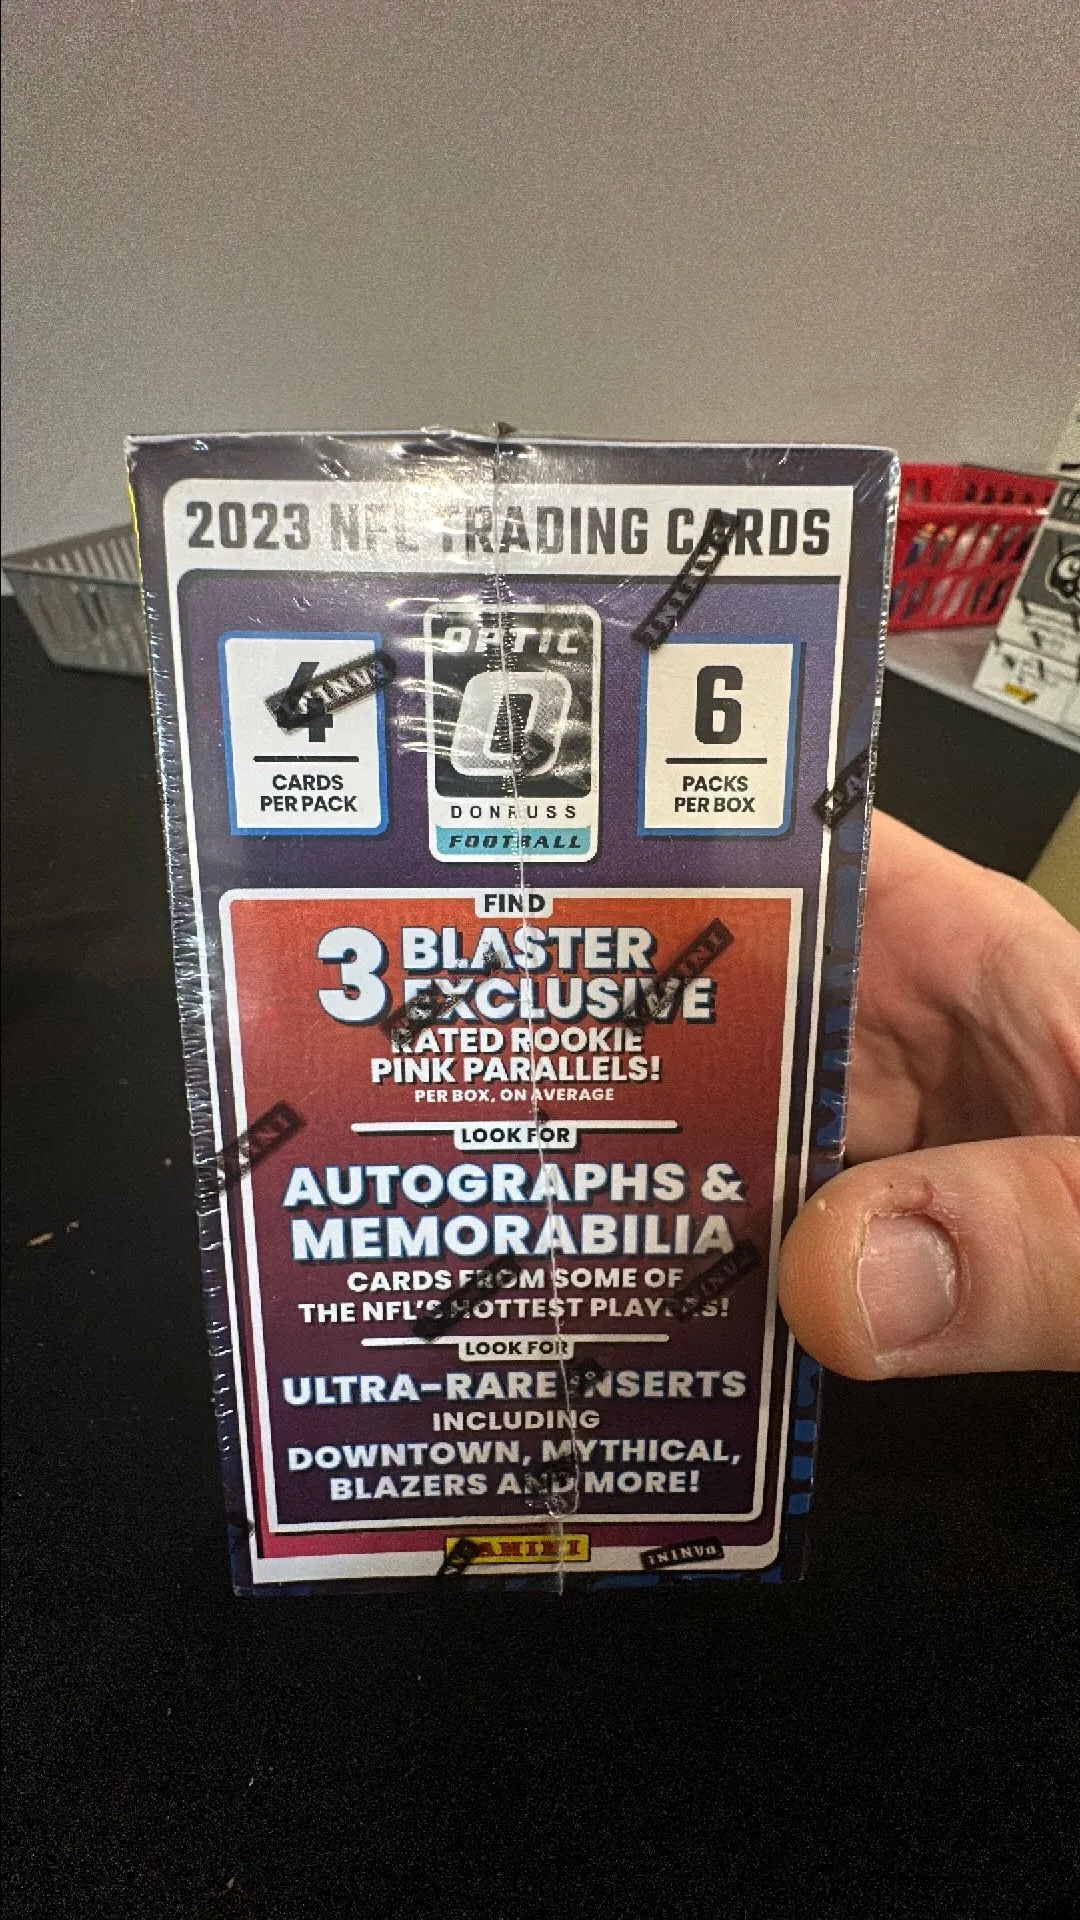 2023 NFL TRADING CARDS
4
CARDS
PER PACK
OPTIC
DONRUSS
FOOTBALL
6
PACKS
PER BOX
FIND
3 BLASTER
EXCLUSIVE
RATED ROOKIE
PINK PARALLELS!
PER BOX, ON AVERAGE
LOOK FOR
AUTOGRAPHS &
MEMORABILIA
CARDS FROM SOME OF
THE NFL'S HOTTEST PLAYERS!
LOOK FOR
ULTRA-RARE INSERTS
INCLUDING
DOWNTOWN, MYTHICAL,
BLAZERS AND MORE!
PANINI
PANINI